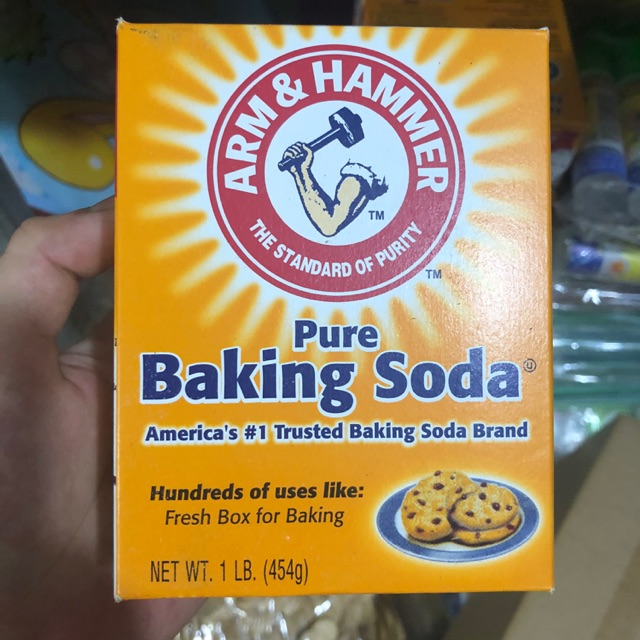 ARM & HAMMER
TM
THE STANDARD OF PURITY
TM
Pure
Baking Soda Ⓤ
America's #1 Trusted Baking Soda Brand
Hundreds of uses like:
Fresh Box for Baking
NET WT. 1 LB. (454g)